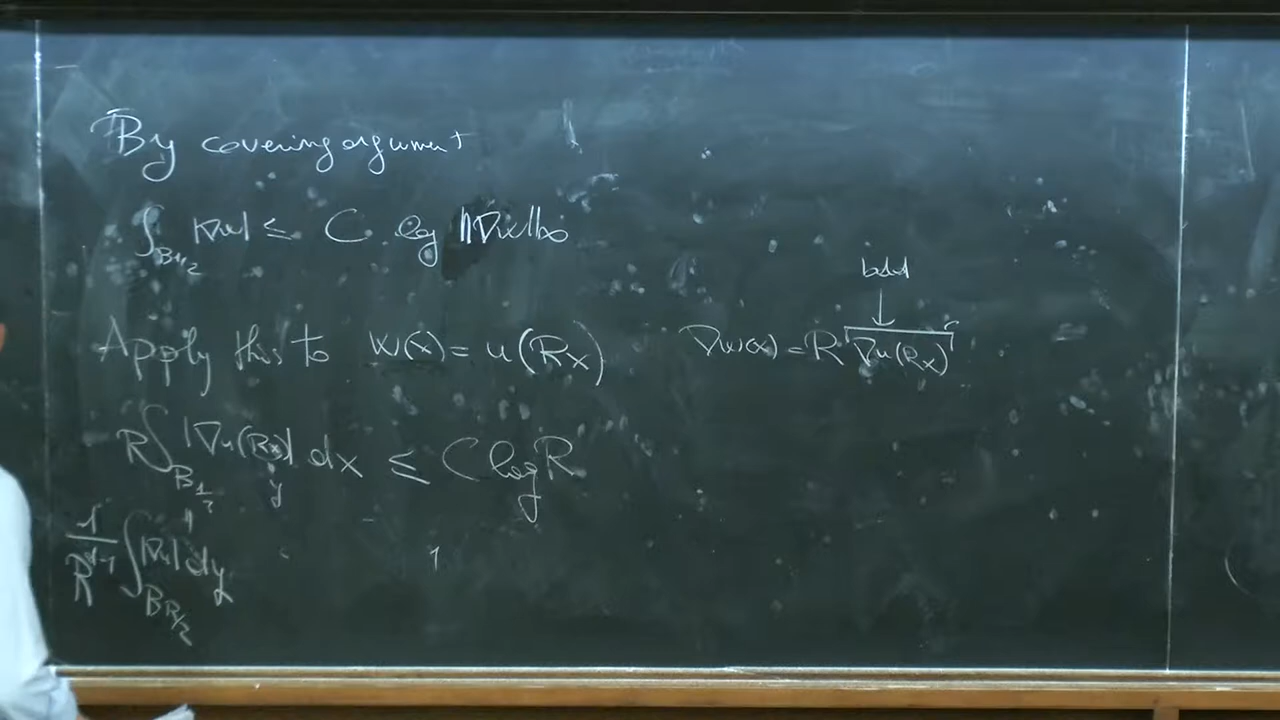 By covering argument
∫_{B_{1/2}} |∇u| ≤ C log ||∇u||_∞
bdd
↓
Apply this to w(x) = u(Rx) ∇w(x) = R ∇u(Rx)
R ∫_{B_{1/2}} |∇u(Rx)| dx ≤ C log R
y
1/R^{d-1} ∫_{B_{R/2}} |∇u| dy